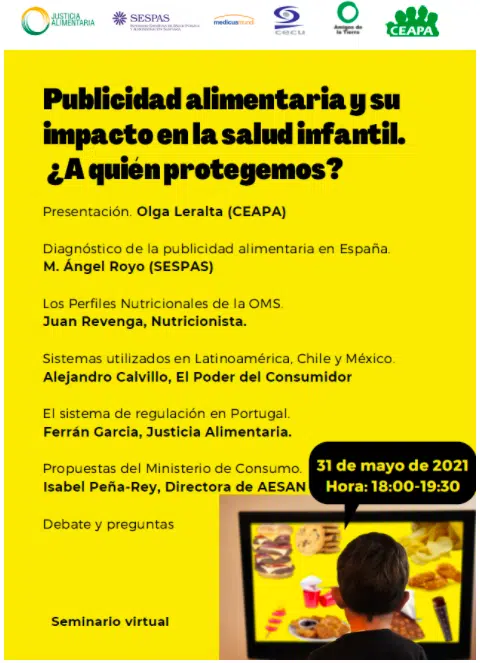 JUSTICIA
ALIMENTARIA
SESPAS
medicusmundi
CECU
Amigos de
la Tierra
CEAPA
Publicidad alimentaria y su
impacto en la salud infantil.
¿A quién protegemos?
Presentación. Olga Leralta (CEAPA)
Diagnóstico de la publicidad alimentaria en España.
M. Ángel Royo (SESPAS)
Los Perfiles Nutricionales de la OMS.
Juan Revenga, Nutricionista.
Sistemas utilizados en Latinoamérica, Chile y México.
Alejandro Calvillo, El Poder del Consumidor
El sistema de regulación en Portugal.
Ferrán Garcia, Justicia Alimentaria.
Propuestas del Ministerio de Consumo.
Isabel Peña-Rey, Directora de AESAN
31 de mayo de 2021
Hora: 18:00-19:30
Debate y preguntas
Seminario virtual